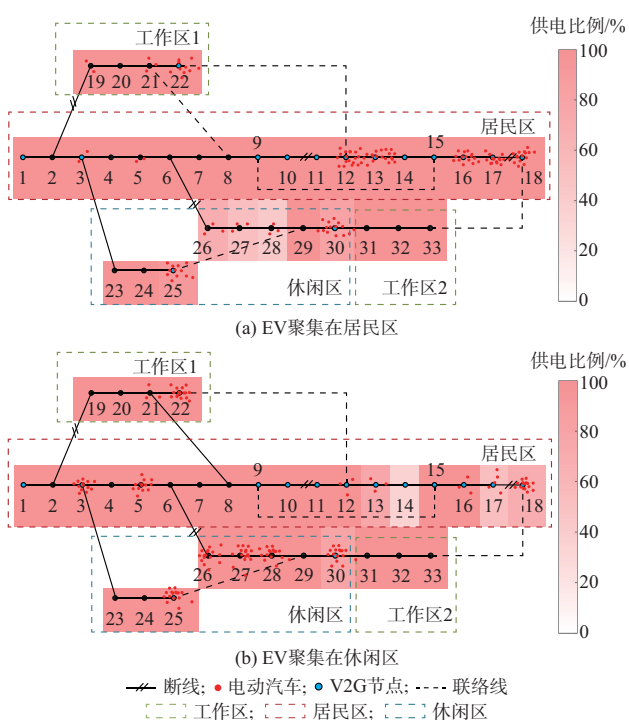 供电比例/%
工作区1
100
19 20 21 22
80
居民区
9 15
60
1 2 3 4 5 6 7 8 10 11 12 13 14 16 17 18
40
26 27 28 29 30 31 32 33
20
23 24 25
休闲区 工作区2
0
(a) EV聚集在居民区
供电比例/%
工作区1
100
19 20 21 22
80
居民区
9 15
60
1 2 3 4 5 6 7 8 10 11 12 13 14 16 17 18
40
26 27 28 29 30 31 32 33
20
23 24 25
休闲区 工作区2
0
(b) EV聚集在休闲区
断线; 电动汽车; V2G节点; 联络线
工作区; 居民区; 休闲区